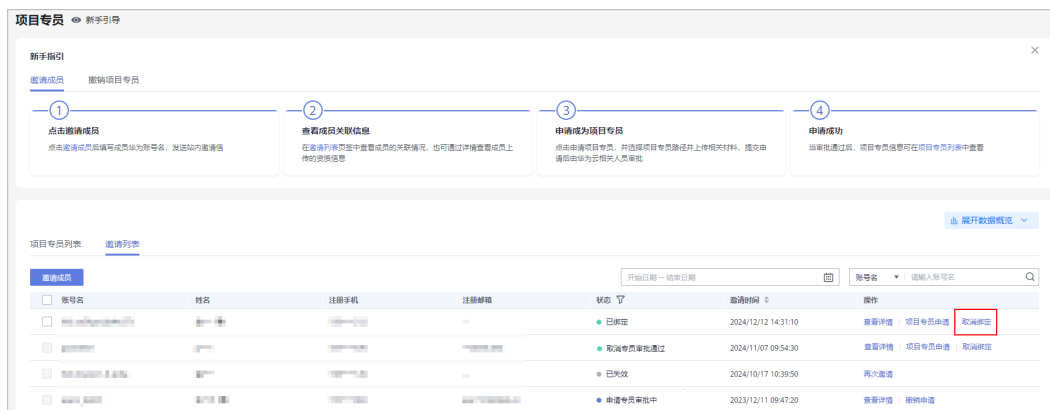 项目专员 新手引导
新手指引
邀请成员 撤销项目专员
1 2 3 4
点击邀请成员 查看成员关联信息 申请成为项目专员 申请成功
点击邀请成员后填写成员华为账号名，发送站内邀请信
在邀请列表页签中查看成员的关联情况，也可通过详情查看成员上
传的资质信息
点击申请项目专员，并选择项目专员路径并上传相关材料，提交申
请后由华为云相关人员审批
当审批通过后，项目专员信息可在项目专员列表中查看
展开数据概览
项目专员列表 邀请列表
邀请成员 开始日期 – 结束日期 账号名 请输入账号名
账号名 姓名 注册手机 注册邮箱 状态 邀请时间 操作
已绑定 2024/12/12 14:31:10 查看详情 项目专员申请 取消绑定
取消专员审批通过 2024/11/07 09:54:30 查看详情 项目专员申请 取消绑定
已失效 2024/10/17 10:39:50 再次邀请
申请专员审批中 2023/12/11 09:47:20 查看详情 撤销申请